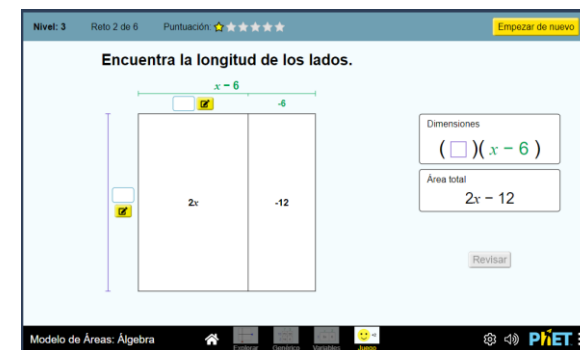 Nivel: 3 Reto 2 de 6 Puntuación: Empezar de nuevo
Encuentra la longitud de los lados.
x − 6
-6
Dimensiones
( )( x − 6 )
Área total
2x − 12
2x -12
Revisar
Modelo de Áreas: Álgebra Explorar Genérico Variables Juego PhET